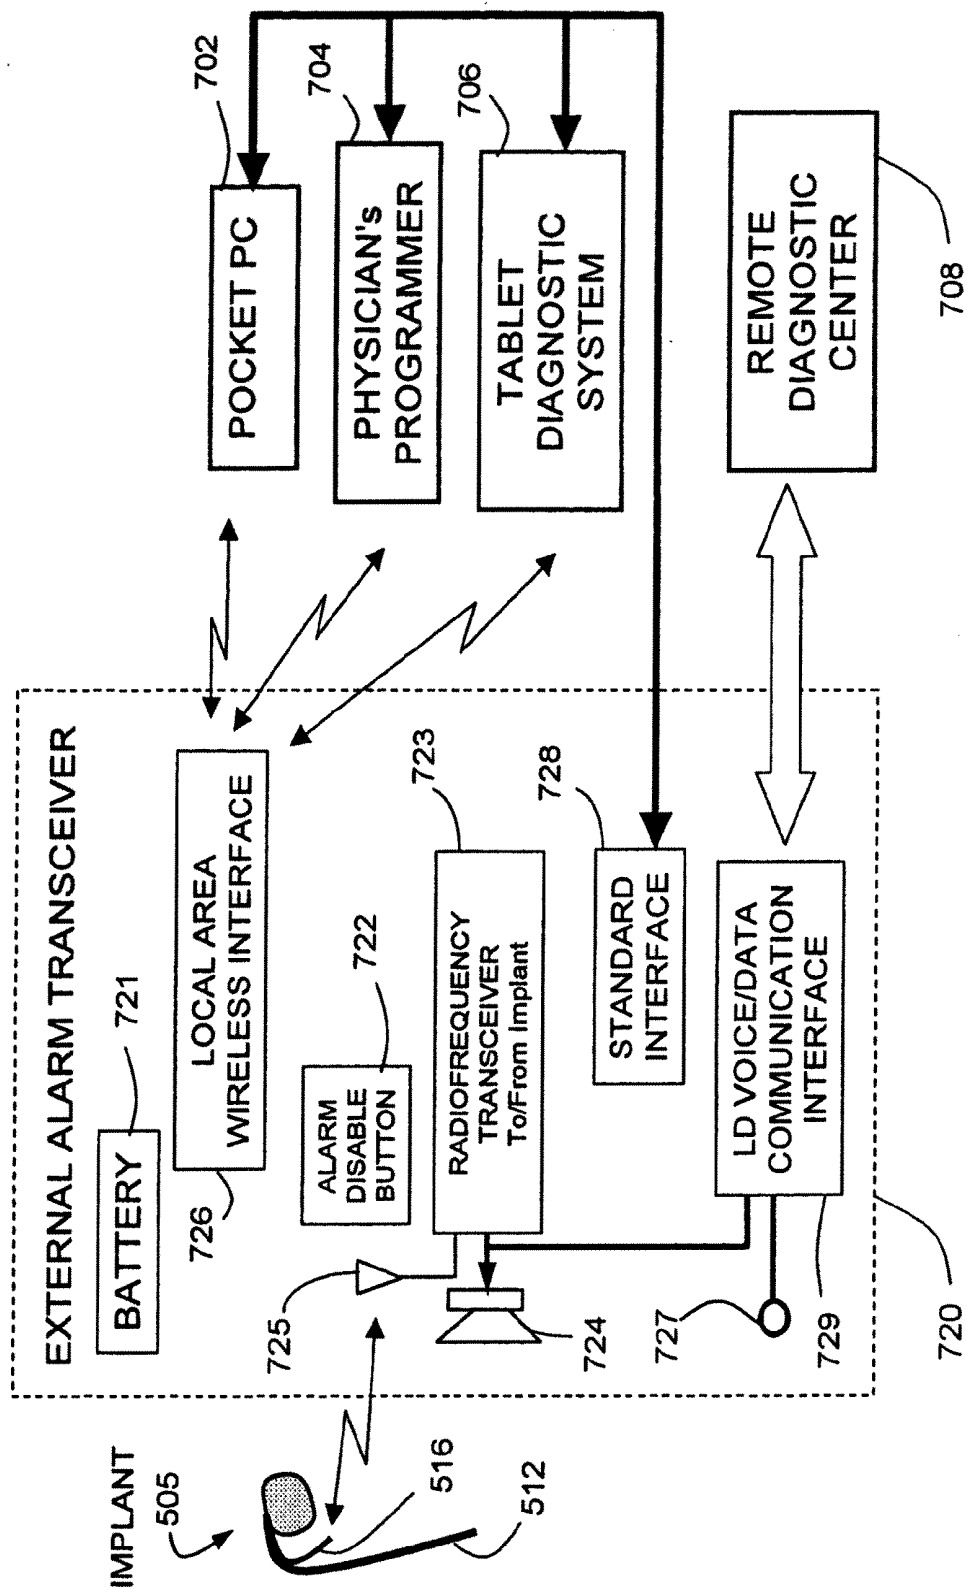 IMPLANT
505
516
512
EXTERNAL ALARM TRANSCEIVER
BATTERY
721
LOCAL AREA
WIRELESS INTERFACE
726
ALARM
DISABLE
BUTTON
722
725
RADIOFREQUENCY
TRANSCEIVER
To/From Implant
723
724
STANDARD
INTERFACE
728
727
LD VOICE/DATA
COMMUNICATION
INTERFACE
729
720
POCKET PC
702
PHYSICIAN's
PROGRAMMER
704
TABLET
DIAGNOSTIC
SYSTEM
706
REMOTE
DIAGNOSTIC
CENTER
708